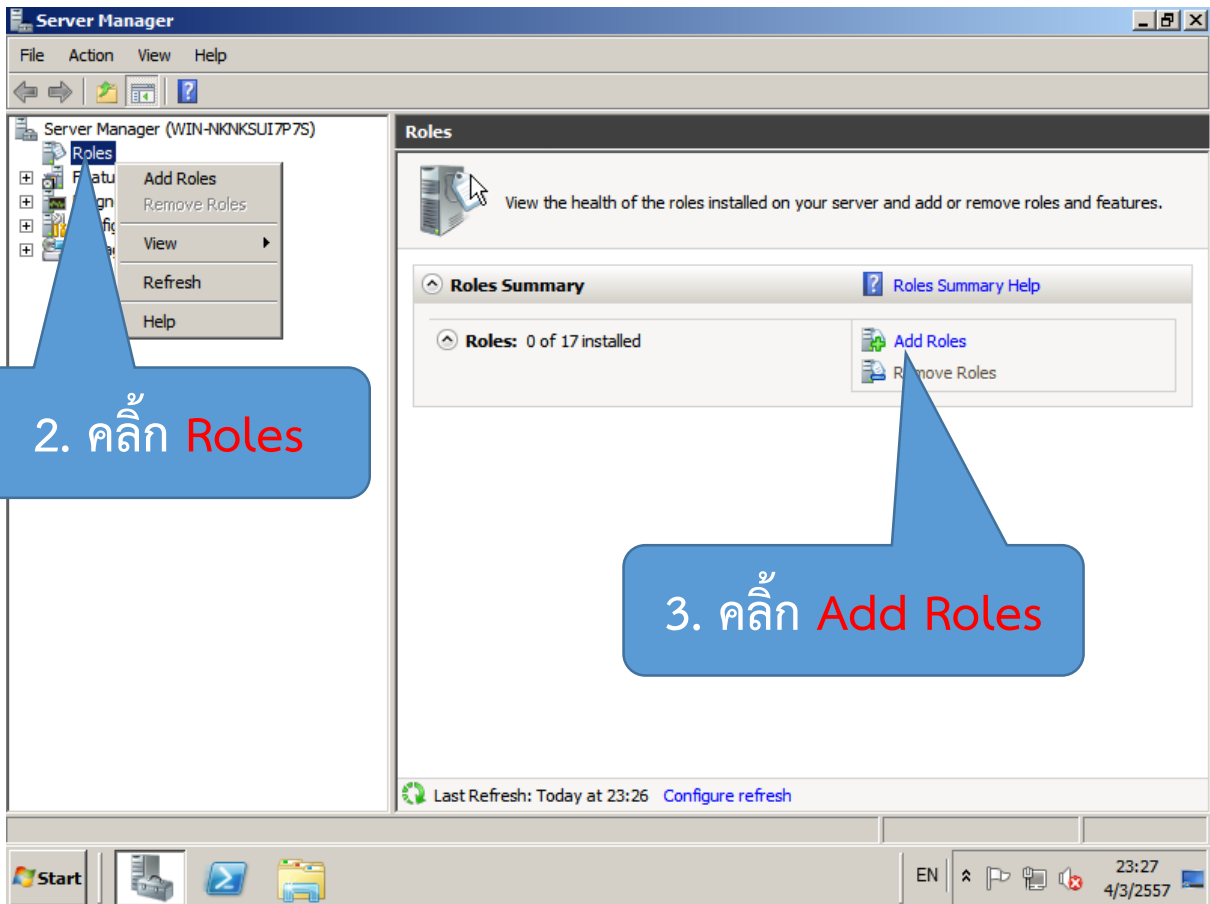 Server Manager
File Action View Help
Server Manager (WIN-NKNKSUI7P7S)
Roles
Add Roles
Remove Roles
View
Refresh
Help
2. คลิ้ก Roles
Roles
View the health of the roles installed on your server and add or remove roles and features.
Roles Summary
Roles Summary Help
Roles: 0 of 17 installed
Add Roles
Remove Roles
3. คลิ้ก Add Roles
Last Refresh: Today at 23:26 Configure refresh
Start
EN
23:27
4/3/2557